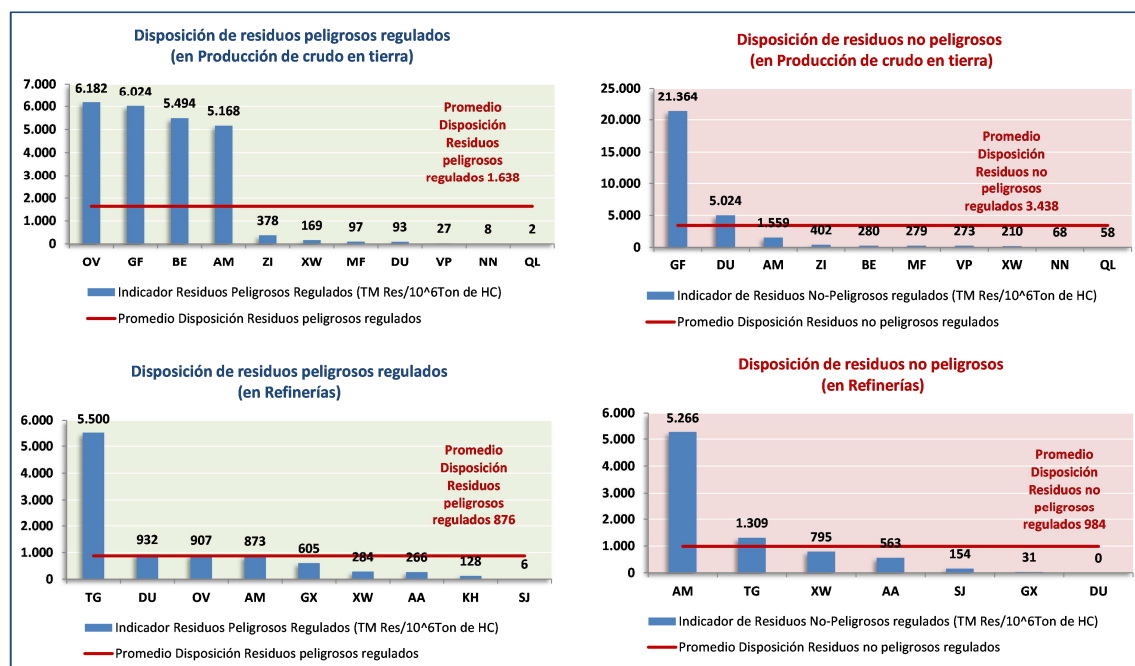 Disposición de residuos peligrosos regulados
(en Producción de crudo en tierra)
7.000
6.000
5.000
4.000
3.000
2.000
1.000
0
6.182
6.024
5.494
5.168
378
169
97
93
27
8
2
Promedio
Disposición
Residuos
peligrosos
regulados 1.638
OV GF BE AM ZI XW MF DU VP NN QL
Indicador Residuos Peligrosos Regulados (TM Res/10^6Ton de HC)
Promedio Disposición Residuos peligrosos regulados
Disposición de residuos no peligrosos
(en Producción de crudo en tierra)
25.000
20.000
15.000
10.000
5.000
0
21.364
5.024
1.559
402
280
279
273
210
68
58
Promedio
Disposición
Residuos no
peligrosos
regulados 3.438
GF DU AM ZI BE MF VP XW NN QL
Indicador de Residuos No-Peligrosos regulados (TM Res/10^6Ton de HC)
Promedio Disposición Residuos no peligrosos regulados
Disposición de residuos peligrosos regulados
(en Refinerías)
6.000
5.000
4.000
3.000
2.000
1.000
0
5.500
932
907
873
605
284
266
128
6
Promedio
Disposición
Residuos
peligrosos
regulados 876
TG DU OV AM GX XW AA KH SJ
Indicador Residuos Peligrosos Regulados (TM Res/10^6Ton de HC)
Promedio Disposición Residuos peligrosos regulados
Disposición de residuos no peligrosos
(en Refinerías)
6.000
5.000
4.000
3.000
2.000
1.000
0
5.266
1.309
795
563
154
31
0
Promedio
Disposición
Residuos no
peligrosos
regulados 984
AM TG XW AA SJ GX DU
Indicador de Residuos No-Peligrosos regulados (TM Res/10^6Ton de HC)
Promedio Disposición Residuos no peligrosos regulados